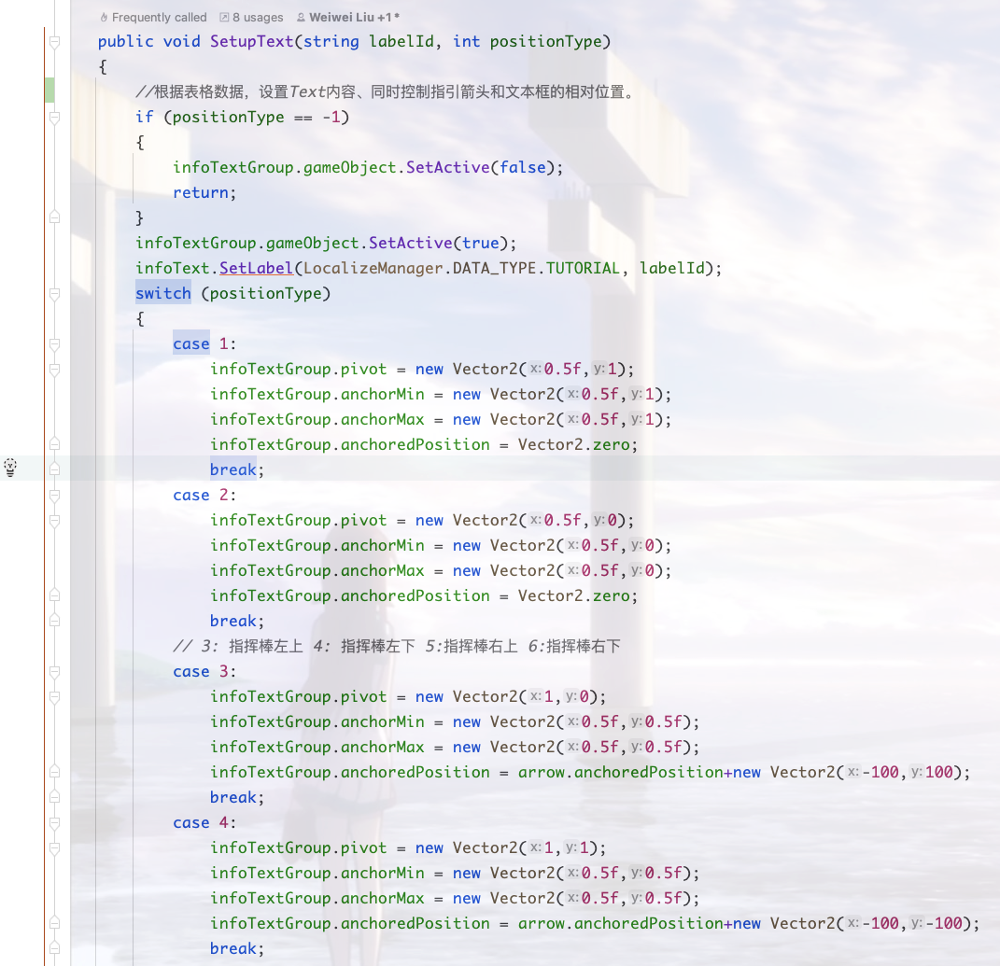 Frequently called 8 usages Weiwei Liu +1 *
public void SetupText(string labelId, int positionType)
{
//根据表格数据，设置Text内容、同时控制指引箭头和文本框的相对位置。
if (positionType == -1)
{
infoTextGroup.gameObject.SetActive(false);
return;
}
infoTextGroup.gameObject.SetActive(true);
infoText.SetLabel(LocalizeManager.DATA_TYPE.TUTORIAL, labelId);
switch (positionType)
{
case 1:
infoTextGroup.pivot = new Vector2(x:0.5f,y:1);
infoTextGroup.anchorMin = new Vector2(x:0.5f,y:1);
infoTextGroup.anchorMax = new Vector2(x:0.5f,y:1);
infoTextGroup.anchoredPosition = Vector2.zero;
break;
case 2:
infoTextGroup.pivot = new Vector2(x:0.5f,y:0);
infoTextGroup.anchorMin = new Vector2(x:0.5f,y:0);
infoTextGroup.anchorMax = new Vector2(x:0.5f,y:0);
infoTextGroup.anchoredPosition = Vector2.zero;
break;
// 3: 指挥棒左上 4: 指挥棒左下 5:指挥棒右上 6:指挥棒右下
case 3:
infoTextGroup.pivot = new Vector2(x:1,y:0);
infoTextGroup.anchorMin = new Vector2(x:0.5f,y:0.5f);
infoTextGroup.anchorMax = new Vector2(x:0.5f,y:0.5f);
infoTextGroup.anchoredPosition = arrow.anchoredPosition+new Vector2(x:-100,y:100);
break;
case 4:
infoTextGroup.pivot = new Vector2(x:1,y:1);
infoTextGroup.anchorMin = new Vector2(x:0.5f,y:0.5f);
infoTextGroup.anchorMax = new Vector2(x:0.5f,y:0.5f);
infoTextGroup.anchoredPosition = arrow.anchoredPosition+new Vector2(x:-100,y:-100);
break;